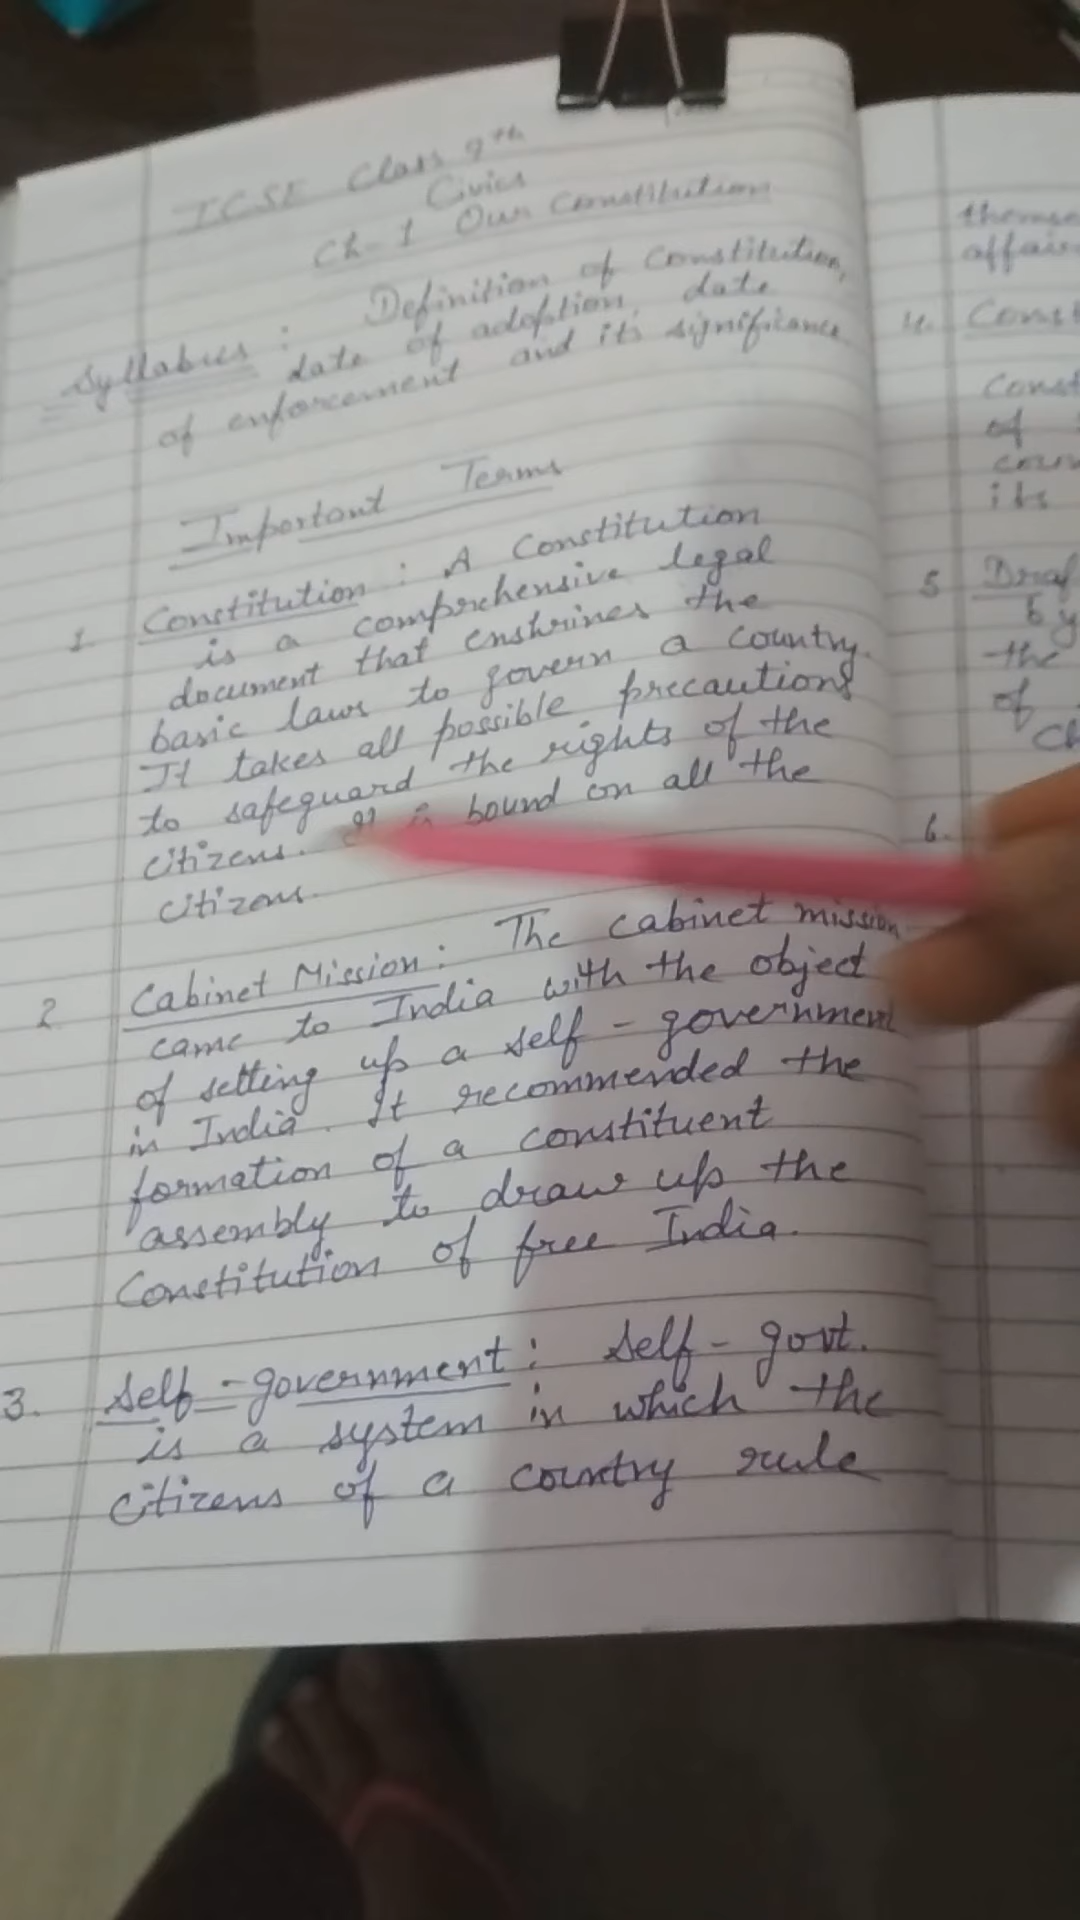 ICSE Class 9th
Civics
Ch-1 Our Constitution
Syllabus : Definition of Constitution,
date of adoption, date
of enforcement and its significance
Important Terms
1. Constitution : A Constitution
is a comprehensive legal
document that enshrines the
basic laws to govern a country.
It takes all possible precautions
to safeguard the rights of the
citizens. It is bound on all the
citizens.
2 Cabinet Mission : The cabinet mission
came to India with the object
of setting up a self-government
in India. It recommended the
formation of a constituent
assembly to draw up the
Constitution of free India.
3. Self-government : Self-govt.
is a system in which the
citizens of a country rule
affair
4. Const
Const
of
its
5 Draf
by
the
of
Ch
6.